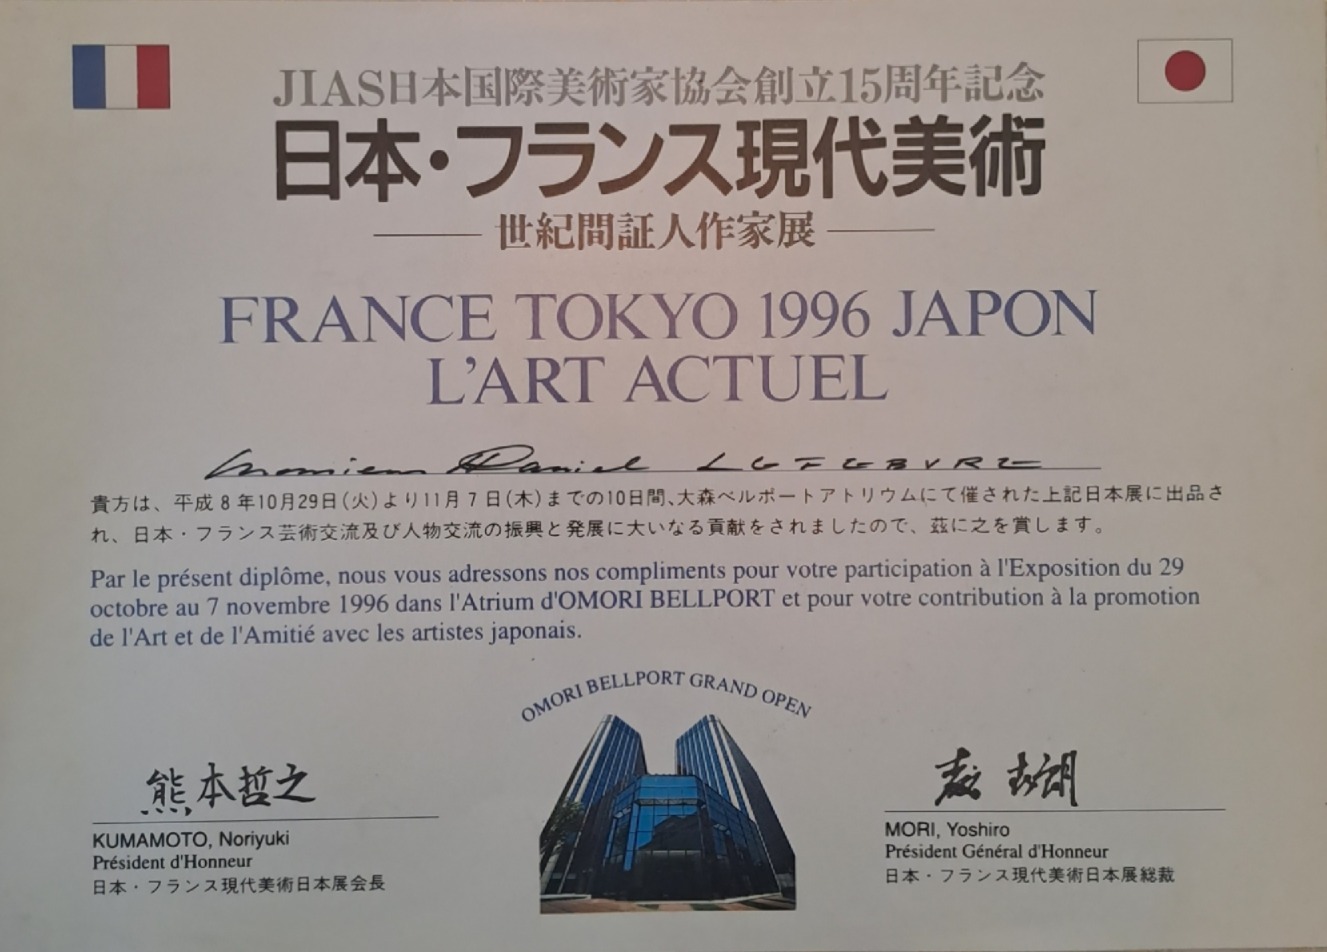 JIAS日本国際美術家協会創立15周年記念
日本・フランス現代美術
世紀間証人作家展
FRANCE TOKYO 1996 JAPON
L'ART ACTUEL
Monsieur Daniel LEFEBVRE
貴方は、平成8年10月29日(火)より11月7日(木)までの10日間、大森ベルポートアトリウムにて催された上記日本展に出品さ
れ、日本・フランス芸術交流及び人物交流の振興と発展に大いなる貢献をされましたので、茲に之を賞します。
Par le présent diplôme, nous vous adressons nos compliments pour votre participation à l'Exposition du 29
octobre au 7 novembre 1996 dans l'Atrium d'OMORI BELLPORT et pour votre contribution à la promotion
de l'Art et de l'Amitié avec les artistes japonais.
OMORI BELLPORT GRAND OPEN
熊本哲之
KUMAMOTO, Noriyuki
Président d'Honneur
日本・フランス現代美術日本展会長
MORI, Yoshiro
Président Général d'Honneur
日本・フランス現代美術日本展総裁